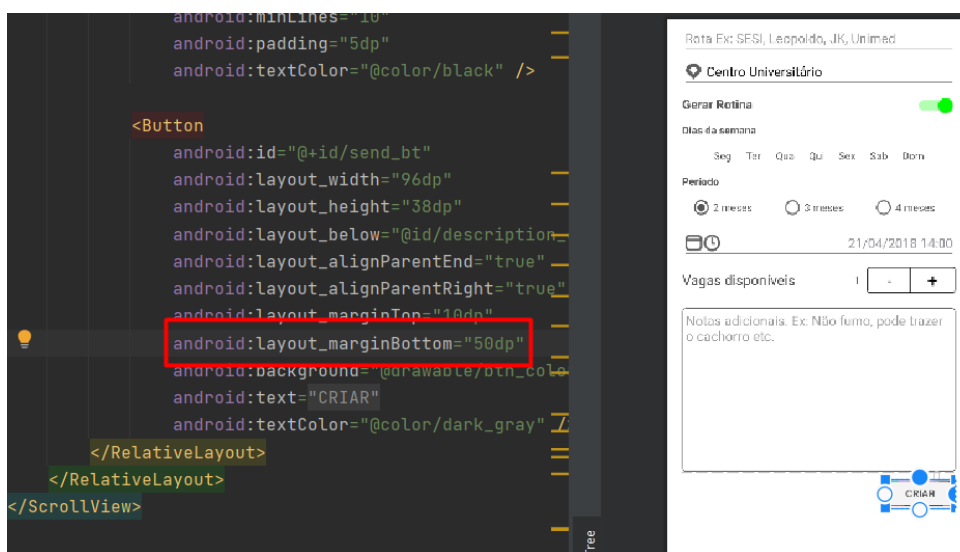 android:minLines="10"
android:padding="5dp"
android:textColor="@color/black" />
<Button
android:id="@+id/send_bt"
android:layout_width="96dp"
android:layout_height="38dp"
android:layout_below="@id/description_
android:layout_alignParentEnd="true"
android:layout_alignParentRight="true"
android:layout_marginTop="10dp"
android:layout_marginBottom="50dp"
android:background="@drawable/btn_colo
android:text="CRIAR"
android:textColor="@color/dark_gray" /
</RelativeLayout>
</RelativeLayout>
</ScrollView>
Tree
Rota Ex: SESI, Leopoldo, JK, Unimed
Centro Universitário
Gerar Rotina
Dias da semana
Seg Ter Qua Qui Sex Sab Dom
Periodo
2 meses 3 meses 4 meses
21/04/2018 14:00
Vagas disponíveis 1 - +
Notas adicionais. Ex: Não fumo, pode trazer
o cachorro etc.
CRIAR